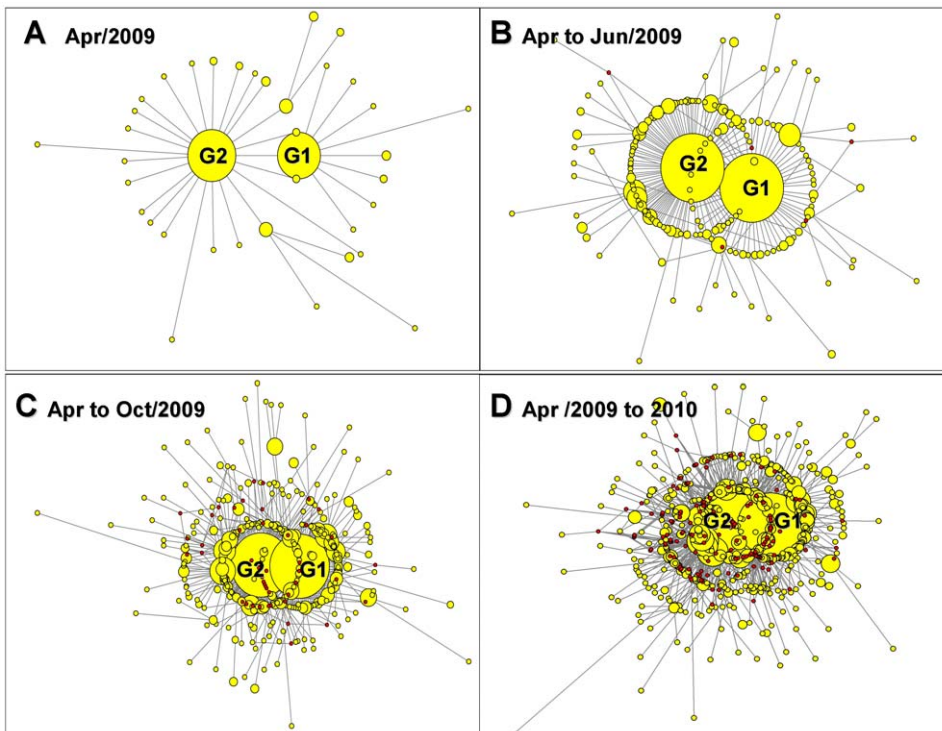 A Apr/2009
G2 G1
B Apr to Jun/2009
G2 G1
C Apr to Oct/2009
G2 G1
D Apr /2009 to 2010
G2 G1